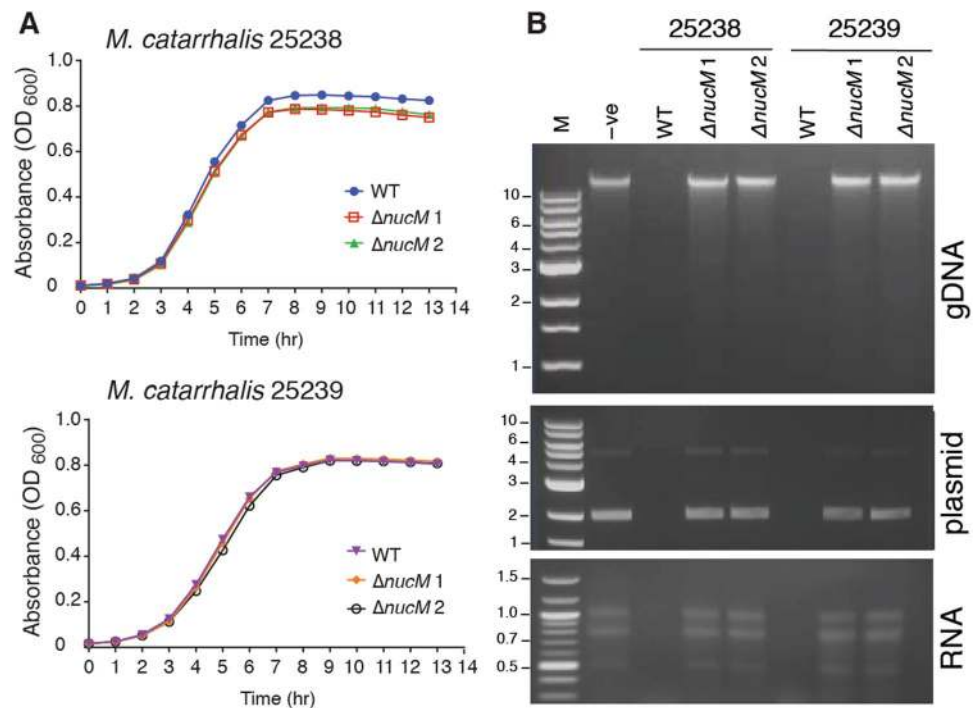 A
M. catarrhalis 25238
1.0
0.8
0.6
0.4
0.2
0
Absorbance (OD 600)
WT
ΔnucM 1
ΔnucM 2
0 1 2 3 4 5 6 7 8 9 10 11 12 13 14
Time (hr)
M. catarrhalis 25239
1.0
0.8
0.6
0.4
0.2
0
Absorbance (OD 600)
WT
ΔnucM 1
ΔnucM 2
0 1 2 3 4 5 6 7 8 9 10 11 12 13 14
Time (hr)
B
25238 25239
M –ve WT ΔnucM 1 ΔnucM 2 WT ΔnucM 1 ΔnucM 2
10
6
4
3
2
1
gDNA
10
6
4
3
2
1
plasmid
1.5
1.0
0.7
0.5
RNA